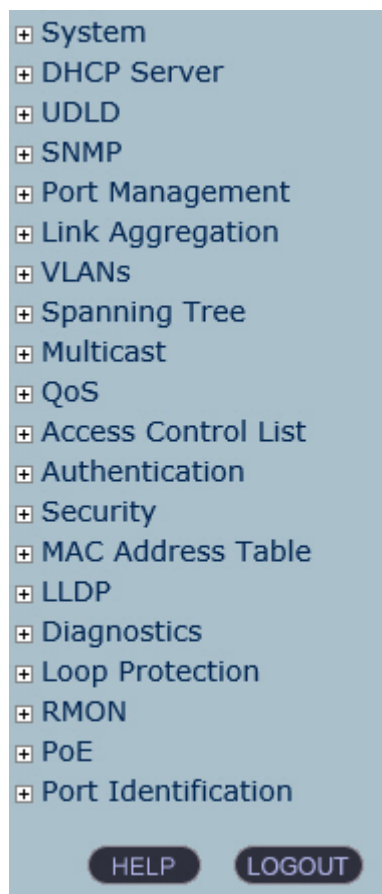 System
DHCP Server
UDLD
SNMP
Port Management
Link Aggregation
VLANs
Spanning Tree
Multicast
QoS
Access Control List
Authentication
Security
MAC Address Table
LLDP
Diagnostics
Loop Protection
RMON
PoE
Port Identification
HELP LOGOUT